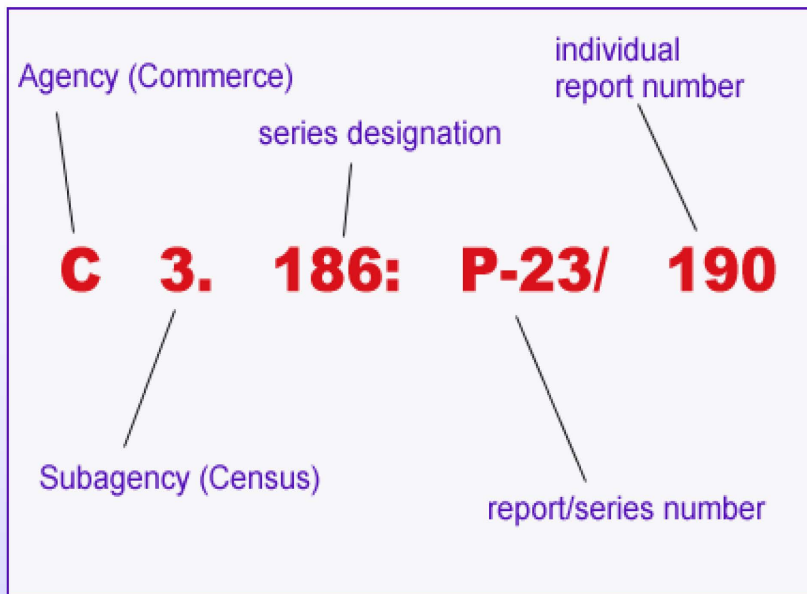 individual
report number
Agency (Commerce)
series designation
C 3. 186: P-23/ 190
Subagency (Census)
report/series number